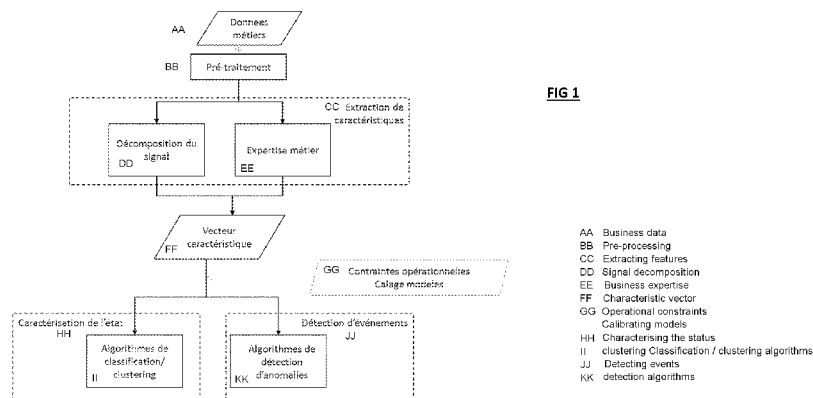 AA
Donnees
métiers
BB
Pré-traitement
FIG 1
CC Extraction de
caractéristiques
Décomposition du
signal
DD
Expertise métier
EE
Vecteur
caractéristique
FF
GG Contraintes opérationnelles
Calage modeles
Caractérisation de l'état
HH
Détection d'événements
JJ
Algorithmes de
classification/
clustering
II
Algorithmes de
détection
d'anomalies
KK
AA Business data
BB Pre-processing
CC Extracting features
DD Signal decomposition
EE Business expertise
FF Characteristic vector
GG Operational constraints
Calibrating models
HH Characterising the status
II clustering Classification / clustering algorithms
JJ Detecting events
KK detection algorithms